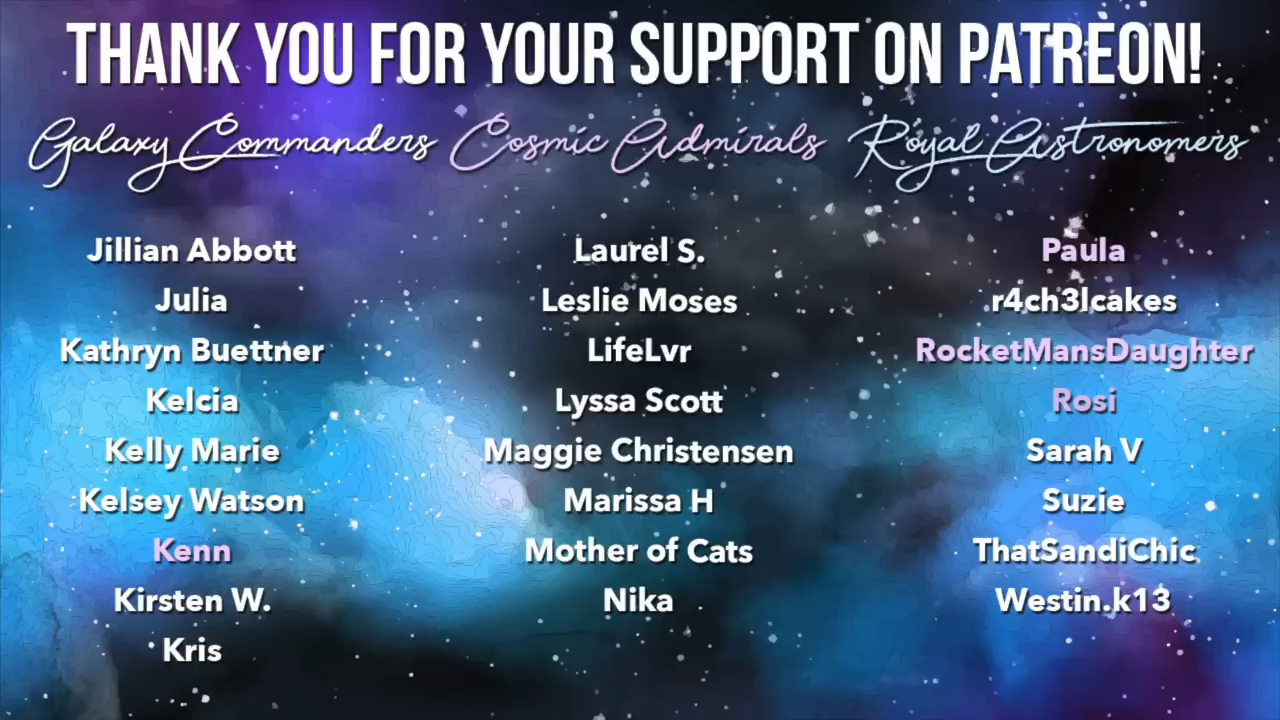 THANK YOU FOR YOUR SUPPORT ON PATREON!
Galaxy Commanders Cosmic Admirals Royal Astronomers
Jillian Abbott Laurel S. Paula
Julia Leslie Moses r4ch3lcakes
Kathryn Buettner LifeLvr RocketMansDaughter
Kelcia Lyssa Scott Rosi
Kelly Marie Maggie Christensen Sarah V
Kelsey Watson Marissa H Suzie
Kenn Mother of Cats ThatSandiChic
Kirsten W. Nika Westin.k13
Kris